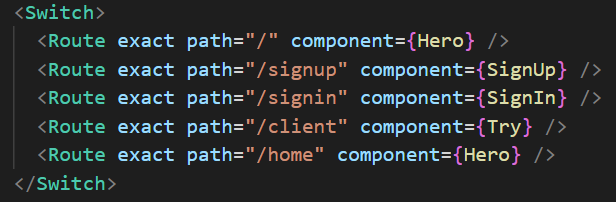 <Switch>
<Route exact path="/" component={Hero} />
<Route exact path="/signup" component={SignUp} />
<Route exact path="/signin" component={SignIn} />
<Route exact path="/client" component={Try} />
<Route exact path="/home" component={Hero} />
</Switch>